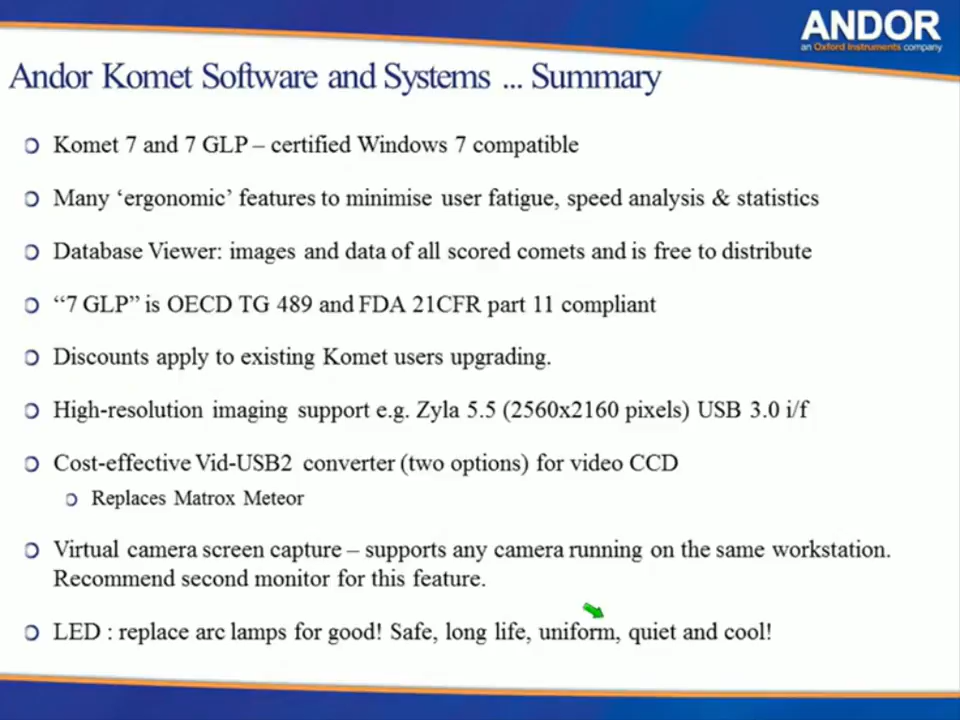 ANDOR
an Oxford Instruments company
Andor Komet Software and Systems ... Summary
Komet 7 and 7 GLP – certified Windows 7 compatible
Many ‘ergonomic’ features to minimise user fatigue, speed analysis & statistics
Database Viewer: images and data of all scored comets and is free to distribute
“7 GLP” is OECD TG 489 and FDA 21CFR part 11 compliant
Discounts apply to existing Komet users upgrading.
High-resolution imaging support e.g. Zyla 5.5 (2560x2160 pixels) USB 3.0 i/f
Cost-effective Vid-USB2 converter (two options) for video CCD
Replaces Matrox Meteor
Virtual camera screen capture – supports any camera running on the same workstation.
Recommend second monitor for this feature.
LED : replace arc lamps for good! Safe, long life, uniform, quiet and cool!